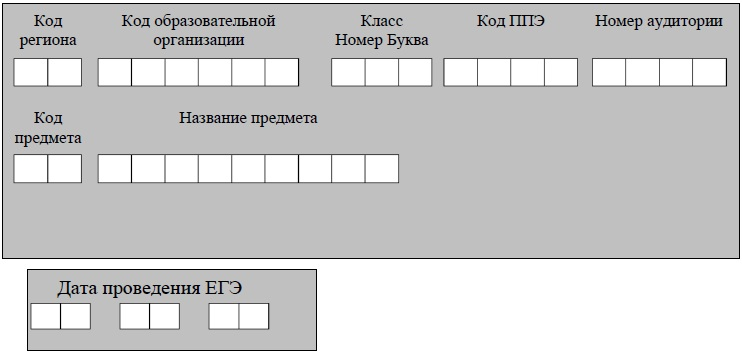 Код Код образовательной Класс Код ППЭ Номер аудитории
региона организации Номер Буква
Код Название предмета
предмета
Дата проведения ЕГЭ